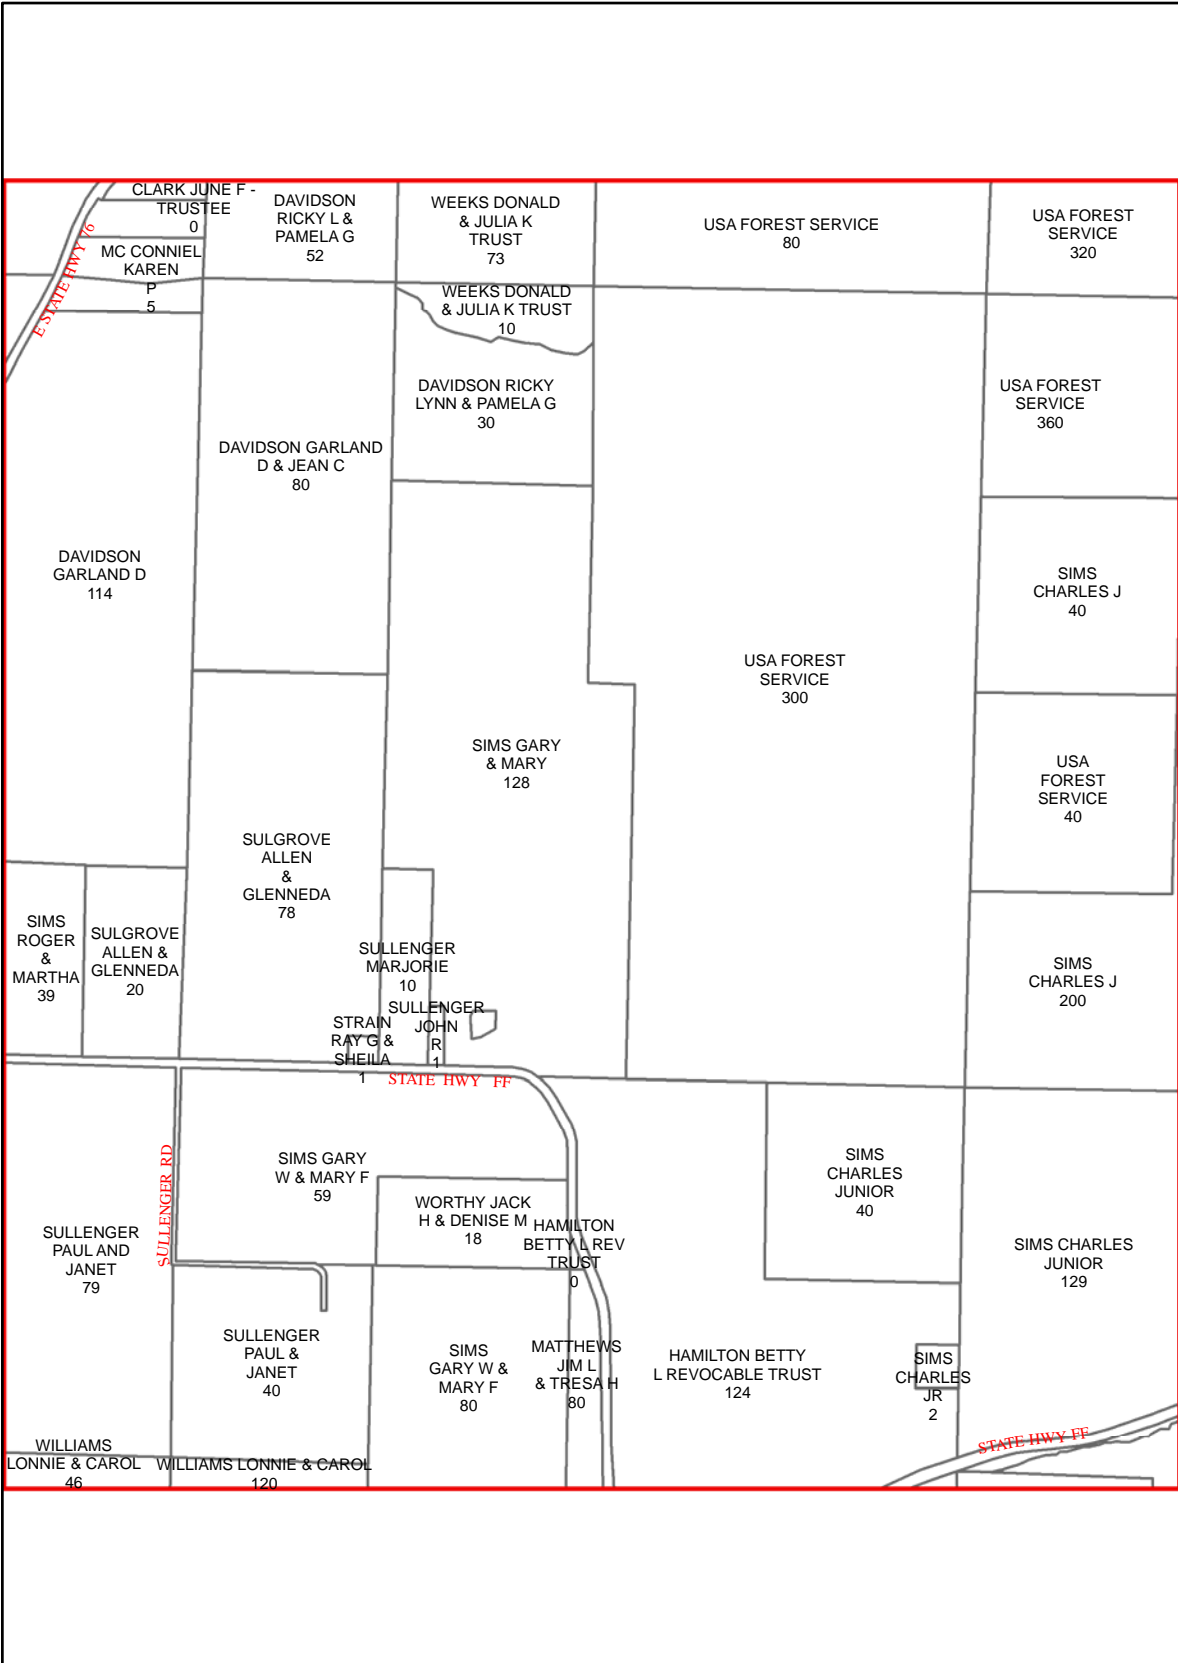 CLARK JUNE F -
TRUSTEE
0
DAVIDSON
RICKY L &
PAMELA G
52
WEEKS DONALD
& JULIA K
TRUST
73
USA FOREST SERVICE
80
USA FOREST
SERVICE
320
E STATE HWY 76
MC CONNIEL
KAREN
P
5
WEEKS DONALD
& JULIA K TRUST
10
DAVIDSON RICKY
LYNN & PAMELA G
30
USA FOREST
SERVICE
360
DAVIDSON GARLAND
D & JEAN C
80
DAVIDSON
GARLAND D
114
SIMS
CHARLES J
40
USA FOREST
SERVICE
300
SIMS GARY
& MARY
128
USA
FOREST
SERVICE
40
SULGROVE
ALLEN
&
GLENNEDA
78
SIMS
ROGER
&
MARTHA
39
SULGROVE
ALLEN &
GLENNEDA
20
SULLENGER
MARJORIE
10
SIMS
CHARLES J
200
SULLENGER
JOHN
R
1
STRAIN
RAY G &
SHEILA
1
STATE HWY FF
SIMS GARY
W & MARY F
59
SULLENGER RD
SIMS
CHARLES
JUNIOR
40
WORTHY JACK
H & DENISE M
18
HAMILTON
BETTY L REV
TRUST
0
SULLENGER
PAUL AND
JANET
79
SIMS CHARLES
JUNIOR
129
SULLENGER
PAUL &
JANET
40
SIMS
GARY W &
MARY F
80
MATTHEWS
JIM L
& TRESA H
80
HAMILTON BETTY
L REVOCABLE TRUST
124
SIMS
CHARLES
JR
2
STATE HWY FF
WILLIAMS
LONNIE & CAROL
46
WILLIAMS LONNIE & CAROL
120